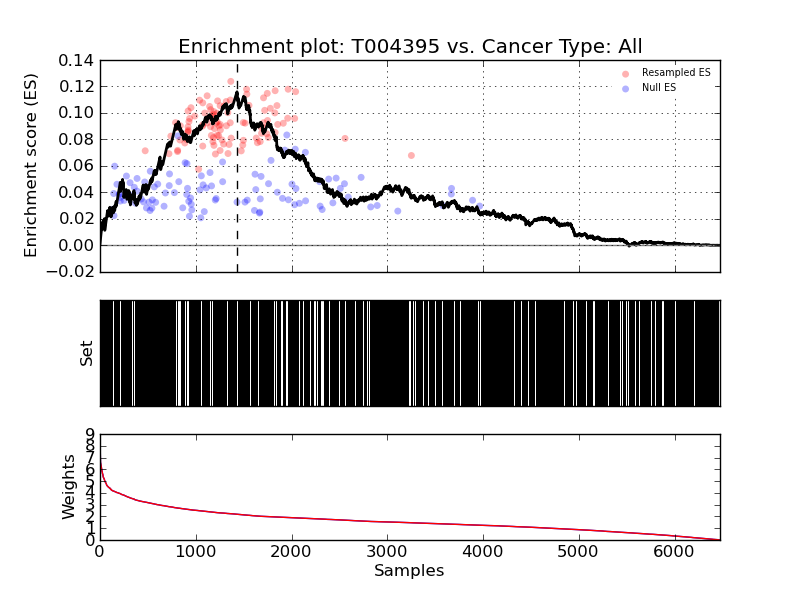 Enrichment plot: T004395 vs. Cancer Type: All
Enrichment score (ES)
0.14
0.12
0.10
0.08
0.06
0.04
0.02
0.00
−0.02
Resampled ES
Null ES
Set
Weights
9
8
7
6
5
4
3
2
1
0
0 1000 2000 3000 4000 5000 6000
Samples